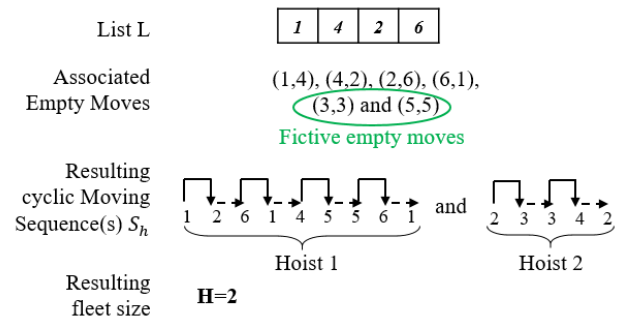 List L
1 4 2 6
Associated
Empty Moves
(1,4), (4,2), (2,6), (6,1),
(3,3) and (5,5)
Fictive empty moves
Resulting
cyclic Moving
Sequence(s) S_h
1 2 6 1 4 5 5 6 1 and 2 3 3 4 2
Hoist 1 Hoist 2
Resulting
fleet size
H=2